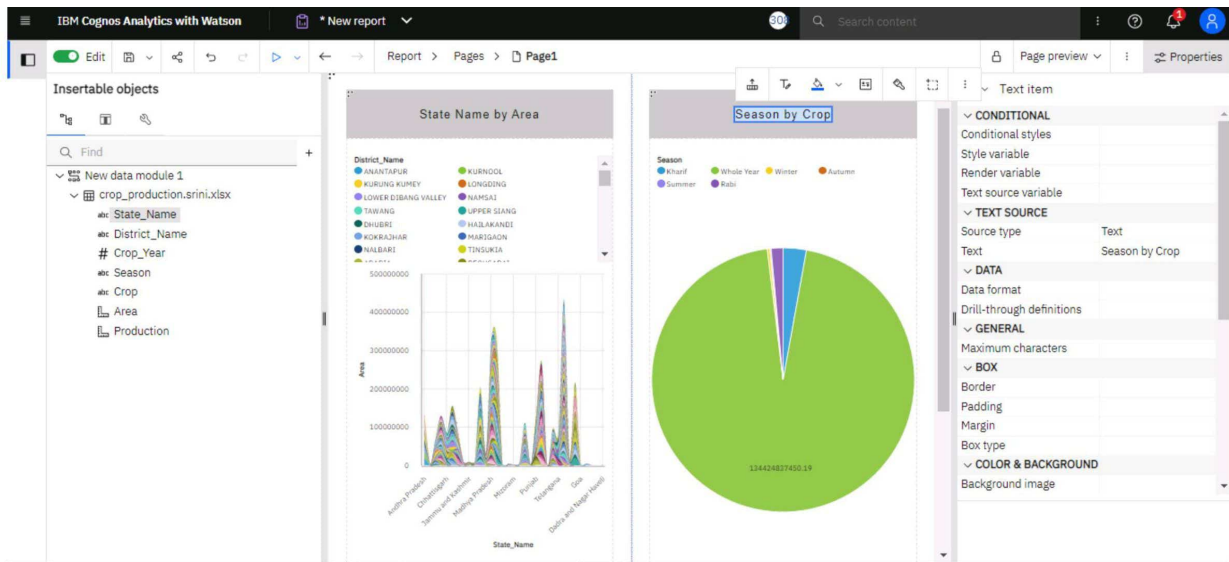 IBM Cognos Analytics with Watson
* New report
Search content
1
Edit
Report > Pages > Page1
Page preview
Properties
Insertable objects
Find
+
New data module 1
crop_production.srini.xlsx
abc State_Name
abc District_Name
# Crop_Year
abc Season
abc Crop
Area
Production
State Name by Area
District_Name
ANANTAPUR KURNOOL
KURUNG KUMEY LONGDING
LOWER DIBANG VALLEY NAMSAI
TAWANG UPPER SIANG
DHUBRI HAILAKANDI
KOKRAJHAR MARIGAON
NALBARI TINSUKIA
500000000
400000000
300000000
200000000
100000000
0
Area
Andhra Pradesh
Chhattisgarh
Jammu and Kashmir
Madhya Pradesh
Mizoram
Punjab
Telangana
Goa
Dadra and Nagar Haveli
State_Name
Season by Crop
Season
Kharif Whole Year Winter Autumn
Summer Rabi
134424837450.19
Text item
CONDITIONAL
Conditional styles
Style variable
Render variable
Text source variable
TEXT SOURCE
Source type Text
Text Season by Crop
DATA
Data format
Drill-through definitions
GENERAL
Maximum characters
BOX
Border
Padding
Margin
Box type
COLOR & BACKGROUND
Background image